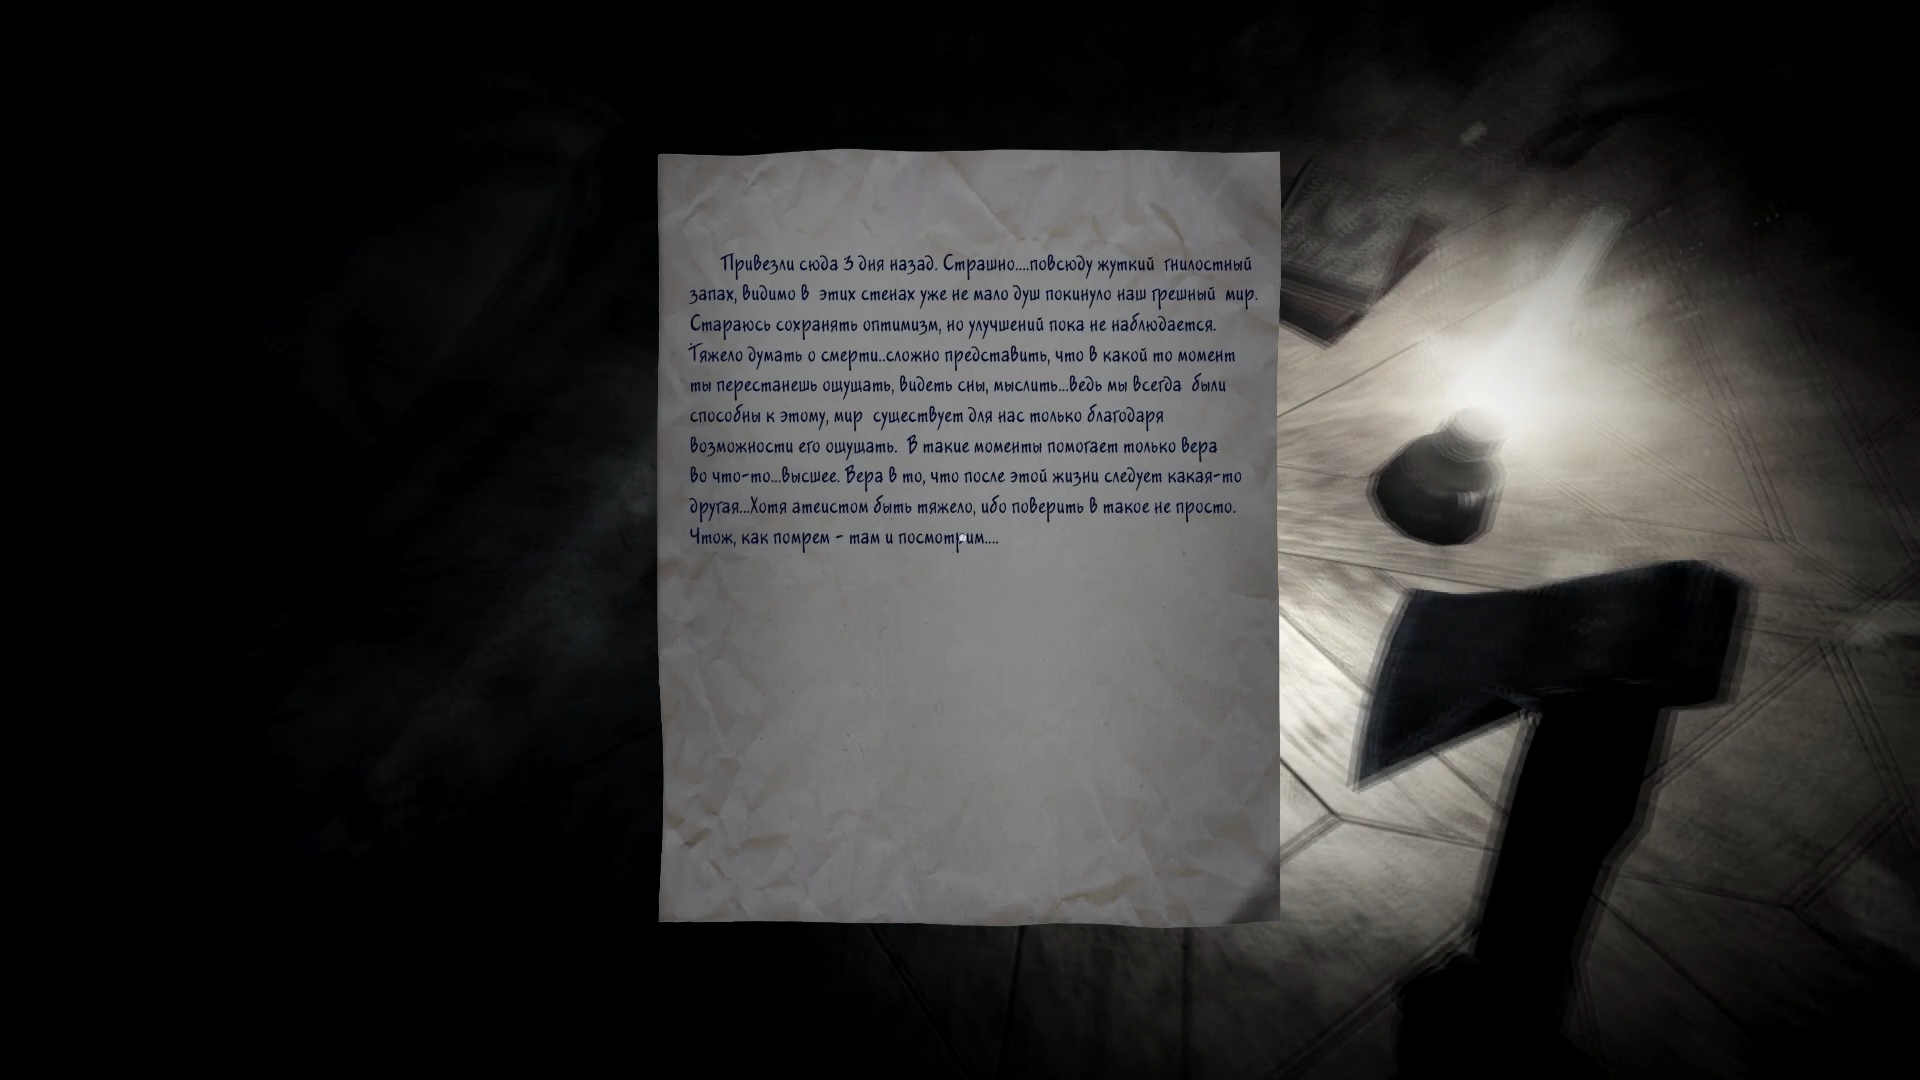 Привезли сюда 3 дня назад. Страшно....повсюду жуткий гнилостный
запах, видимо в этих стенах уже не мало душ покинуло наш грешный мир.
Стараюсь сохранять оптимизм, но улучшений пока не наблюдается.
Тяжело думать о смерти..сложно представить, что в какой то момент
ты перестанешь ощущать, видеть сны, мыслить...ведь мы всегда были
способны к этому, мир существует для нас только благодаря
возможности его ощущать. В такие моменты помогает только вера
во что-то...высшее. Вера в то, что после этой жизни следует какая-то
другая...Хотя атеистом быть тяжело, ибо поверить в такое не просто.
Чтож, как помрем - там и посмотрим....